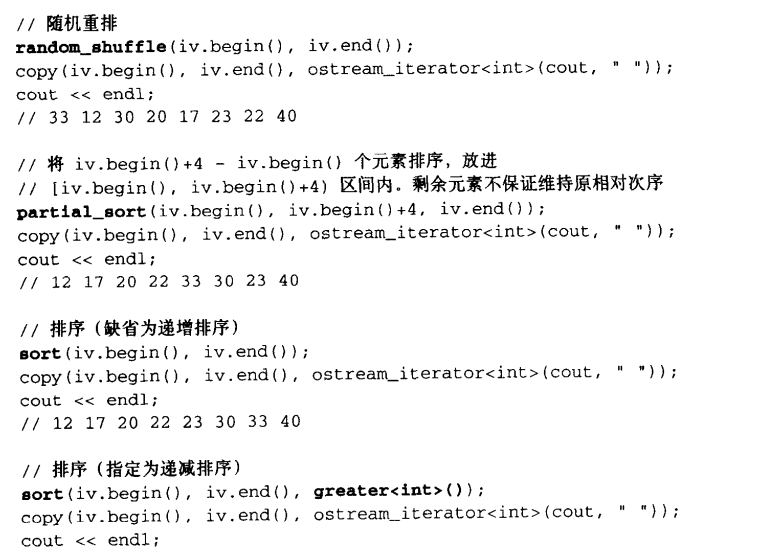 // 随机重排
random_shuffle(iv.begin(), iv.end());
copy(iv.begin(), iv.end(), ostream_iterator<int>(cout, " "));
cout << endl;
// 33 12 30 20 17 23 22 40
// 将 iv.begin()+4 - iv.begin() 个元素排序，放进
// [iv.begin(), iv.begin()+4) 区间内。剩余元素不保证维持原相对次序
partial_sort(iv.begin(), iv.begin()+4, iv.end());
copy(iv.begin(), iv.end(), ostream_iterator<int>(cout, " "));
cout << endl;
// 12 17 20 22 33 30 23 40
// 排序（缺省为递增排序）
sort(iv.begin(), iv.end());
copy(iv.begin(), iv.end(), ostream_iterator<int>(cout, " "));
cout << endl;
// 12 17 20 22 23 30 33 40
// 排序（指定为递减排序）
sort(iv.begin(), iv.end(), greater<int>());
copy(iv.begin(), iv.end(), ostream_iterator<int>(cout, " "));
cout << endl;